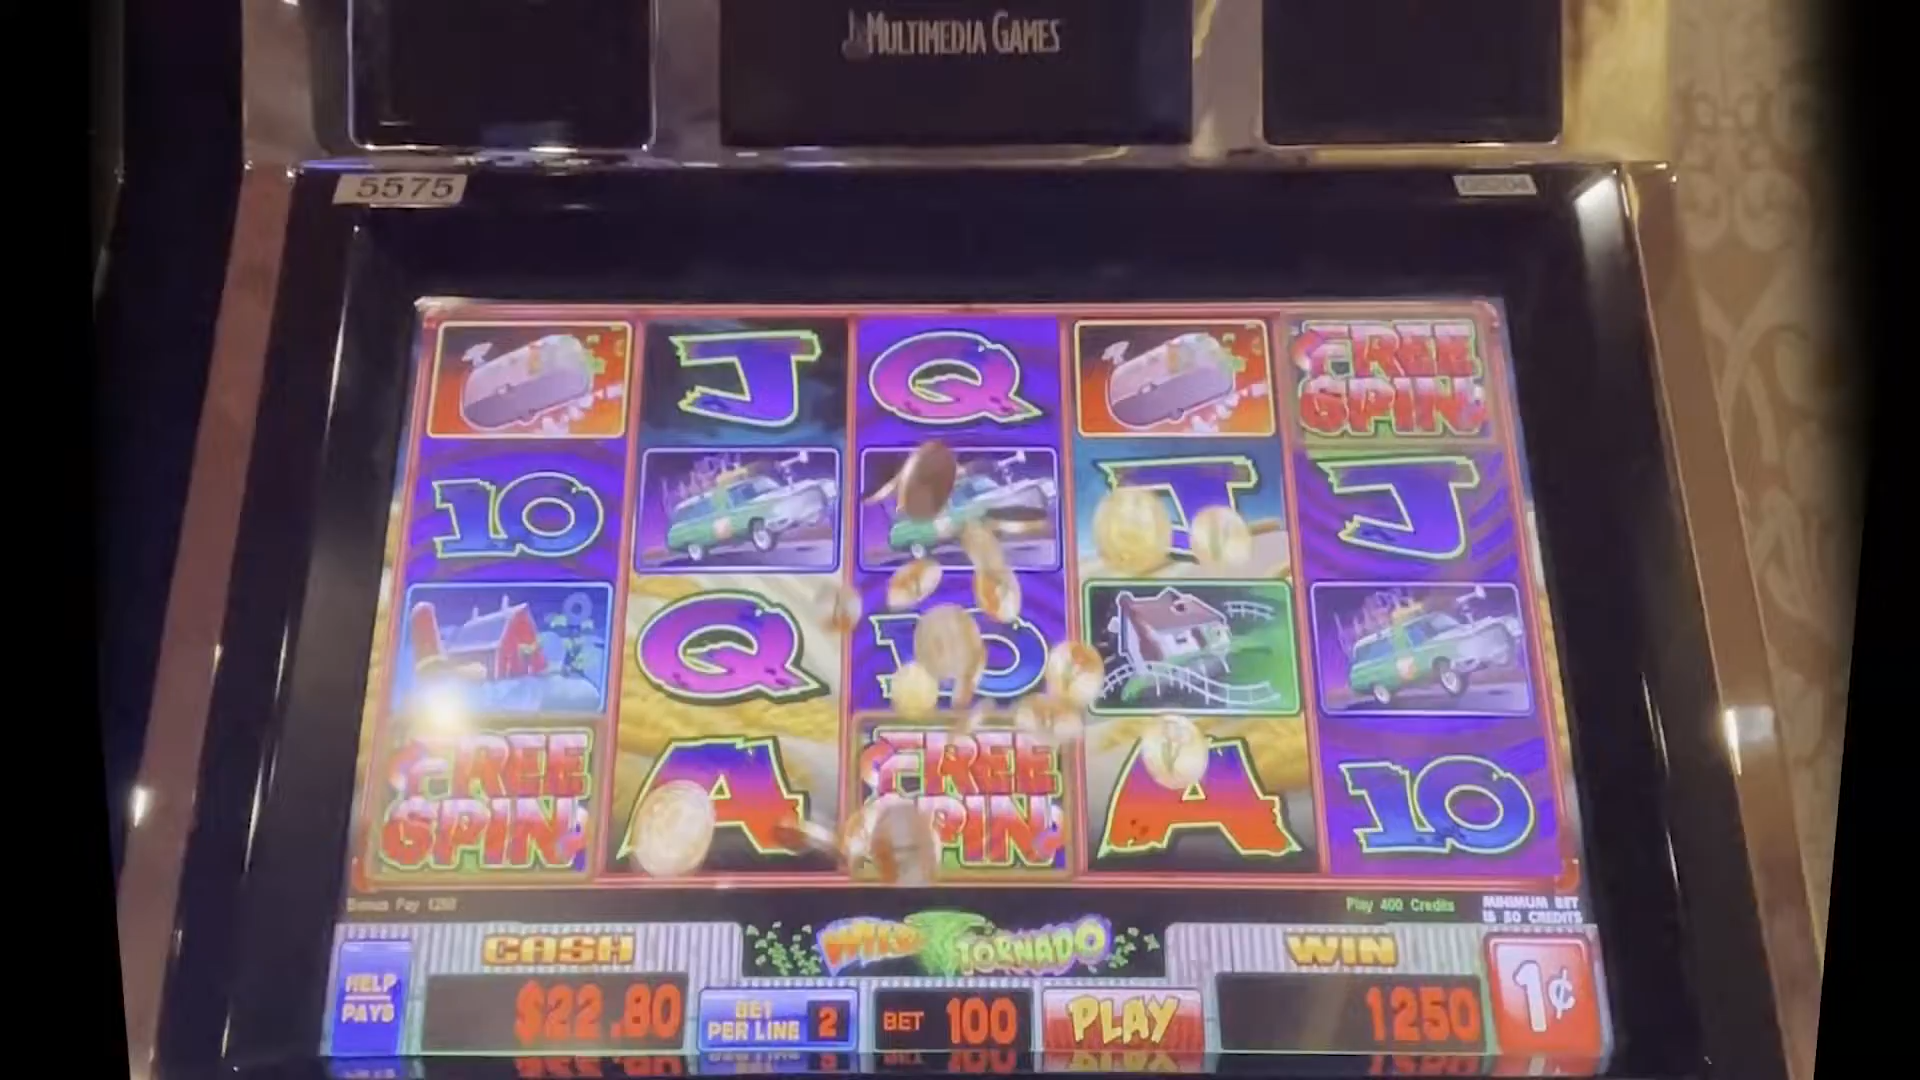 MULTIMEDIA GAMES
5575
J Q FREE SPIN
10 J J
Q 10
FREE SPIN A FREE SPIN A 10
Bonus Pay
Play 400 Credits
MINIMUM BET
IS 50 CREDITS
HELP
PAYS
CASH
$22.80
WILD TORNADO
BET
PER LINE 2
BET 100
PLAY
WIN
1250
1¢